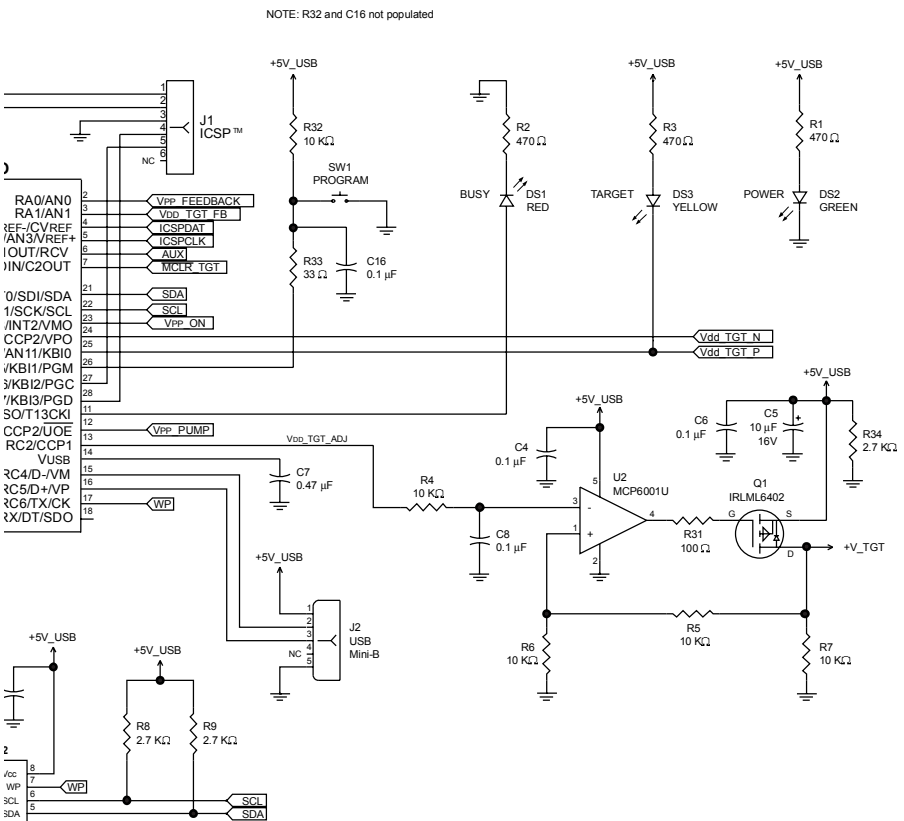 NOTE: R32 and C16 not populated
+5V_USB
+5V_USB
+5V_USB
1
2
3
4
5
6
NC
J1
ICSP™
R32
10 KΩ
R2
470 Ω
R3
470 Ω
R1
470 Ω
SW1
PROGRAM
BUSY
DS1
RED
TARGET
DS3
YELLOW
POWER
DS2
GREEN
RA0/AN0 2 VPP_FEEDBACK
RA1/AN1 3 VDD_TGT_FB
REF-/CVREF 4 ICSPDAT
/AN3/VREF+ 5 ICSPCLK
1OUT/RCV 6 AUX
DIN/C2OUT 7 MCLR_TGT
R33
33 Ω
C16
0.1 µF
T0/SDI/SDA 21 SDA
1/SCK/SCL 22 SCL
/INT2/VMO 23 VPP_ON
CCP2/VPO 24 Vdd_TGT_N
/AN11/KBI0 25 Vdd_TGT_P
/KBI1/PGM 26
6/KBI2/PGC 27
7/KBI3/PGD 28
SO/T13CKI 11
CCP2/UOE 12 VPP_PUMP
RC2/CCP1 13 VDD_TGT_ADJ
VUSB 14
RC4/D-/VM 15
RC5/D+/VP 16
RC6/TX/CK 17 WP
RX/DT/SDO 18
C7
0.47 µF
+5V_USB
+5V_USB
C4
0.1 µF
C6
0.1 µF
C5
10 µF
16V
+
R34
2.7 KΩ
R4
10 KΩ
C8
0.1 µF
U2
MCP6001U
5
3
-
1
+
4
2
R31
100 Ω
Q1
IRLML6402
G
S
D
+V_TGT
+5V_USB
1
2
3
4
5
NC
J2
USB
Mini-B
R6
10 KΩ
R5
10 KΩ
R7
10 KΩ
+5V_USB
+5V_USB
R8
2.7 KΩ
R9
2.7 KΩ
2
Vcc 8
WP 7 WP
SCL 6 SCL
SDA 5 SDA